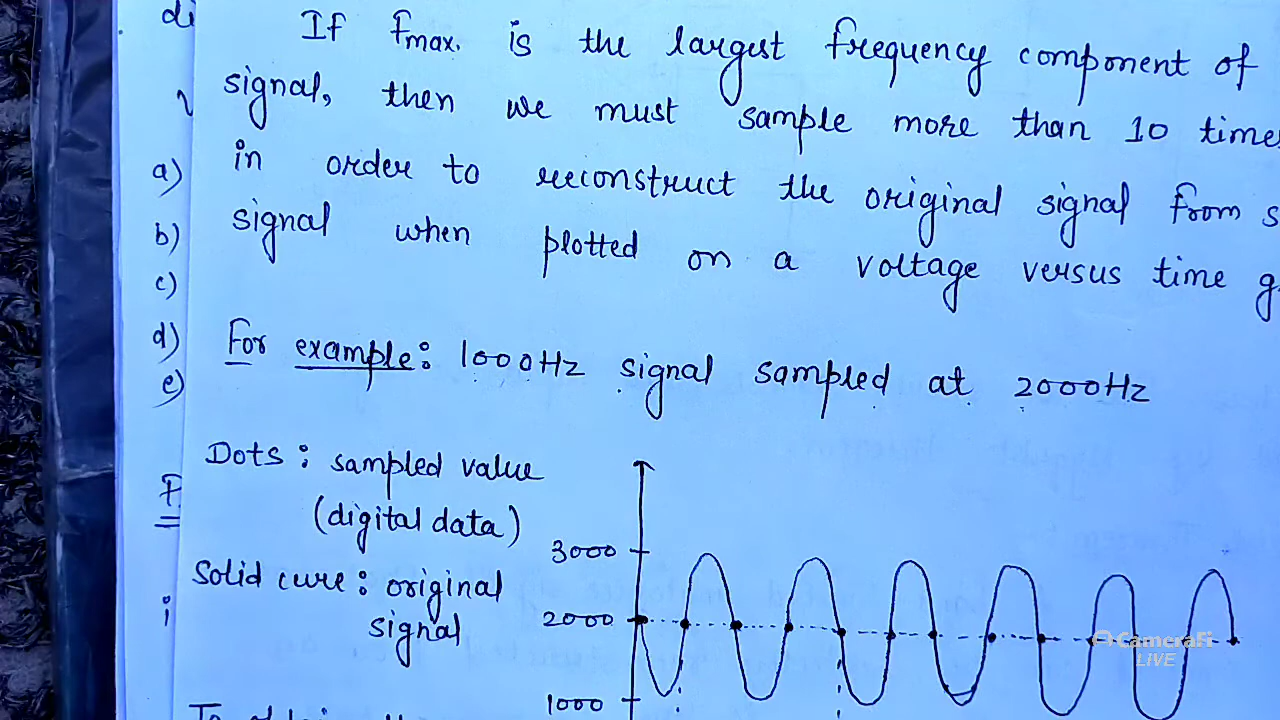 di
If Fmax. is the largest frequency component of
signal, then we must sample more than 10 times
in order to reconstruct the original signal from s
signal when plotted on a voltage versus time g
a)
b)
c)
d)
e)
For example: 1000Hz signal sampled at 2000Hz
Dots: sampled value
(digital data)
Solid cure: original
signal
F
i
3000
2000
1000
CameraFi
LIVE